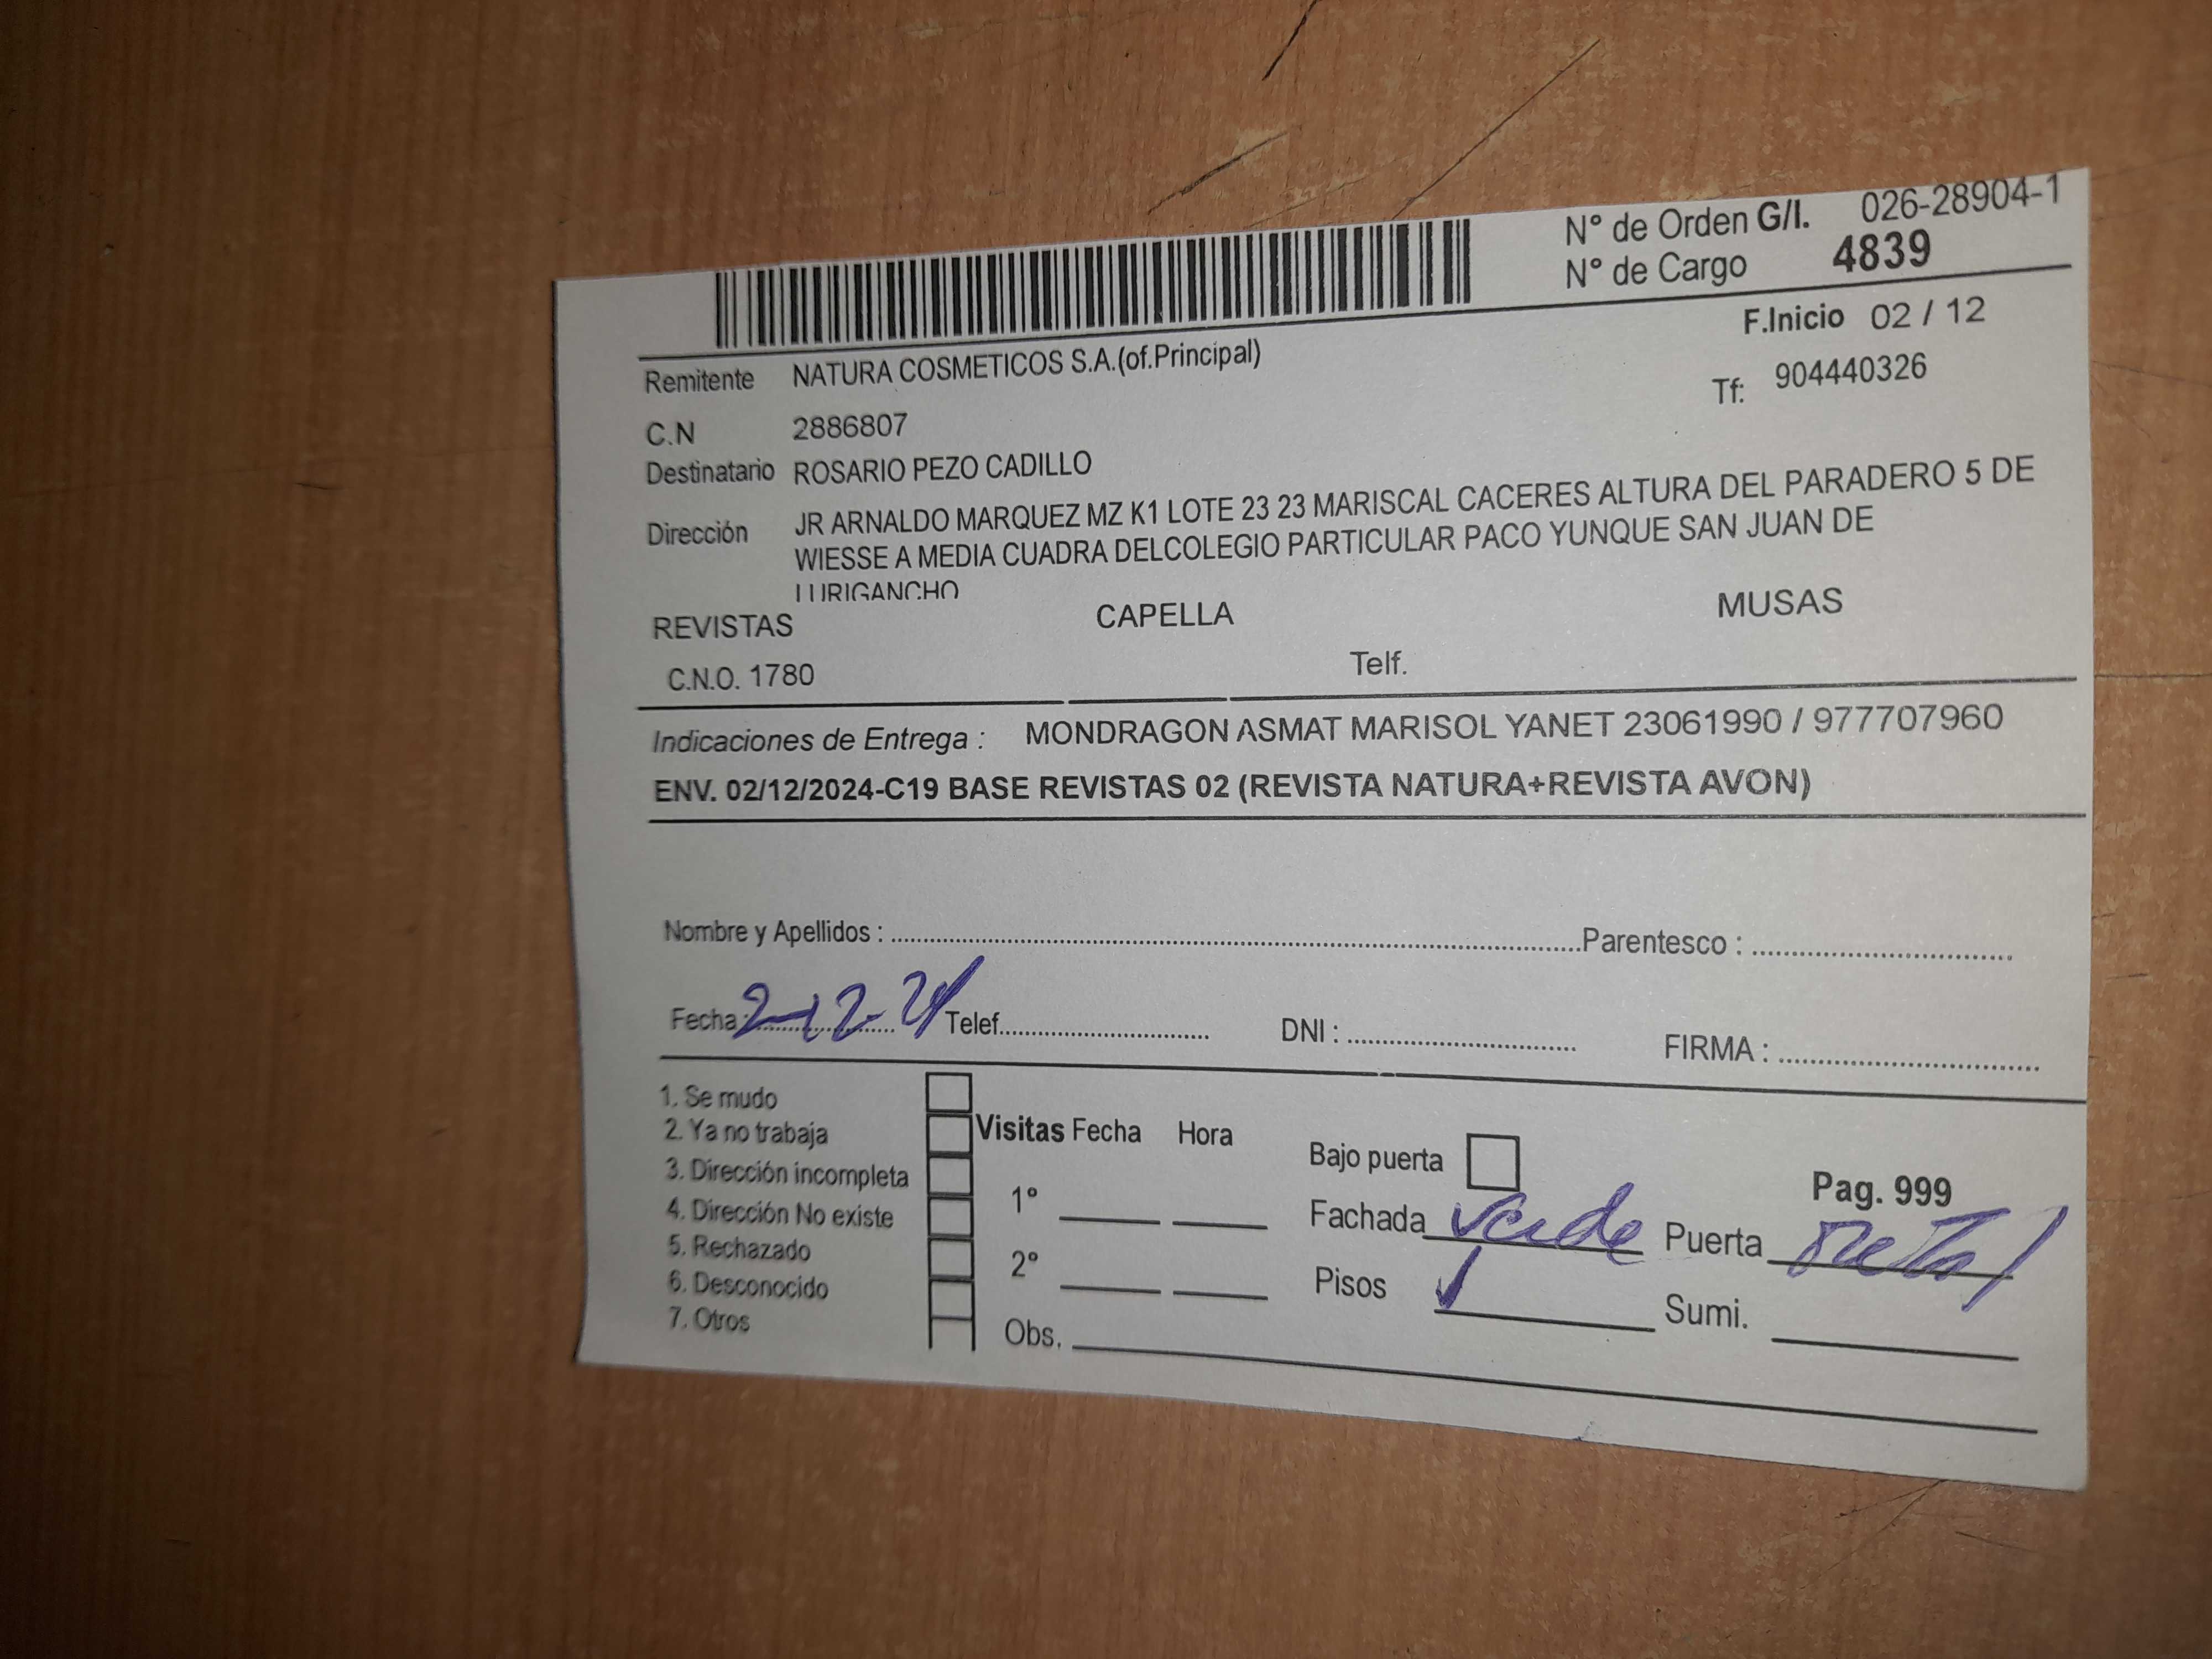 N° de Orden G/I. 026-28904-1
N° de Cargo 4839
F.Inicio 02 / 12
Remitente NATURA COSMETICOS S.A.(of.Principal)
Tf: 904440326
C.N 2886807
Destinatario ROSARIO PEZO CADILLO
Dirección JR ARNALDO MARQUEZ MZ K1 LOTE 23 23 MARISCAL CACERES ALTURA DEL PARADERO 5 DE
WIESSE A MEDIA CUADRA DELCOLEGIO PARTICULAR PACO YUNQUE SAN JUAN DE
LURIGANCHO
REVISTAS CAPELLA MUSAS
C.N.O. 1780 Telf.
Indicaciones de Entrega : MONDRAGON ASMAT MARISOL YANET 23061990 / 977707960
ENV. 02/12/2024-C19 BASE REVISTAS 02 (REVISTA NATURA+REVISTA AVON)
Nombre y Apellidos : Parentesco :
Fecha: 2-12-24 Telef. DNI : FIRMA :
1. Se mudo
2. Ya no trabaja
3. Dirección incompleta
4. Dirección No existe
5. Rechazado
6. Desconocido
7. Otros
Visitas Fecha Hora
1°
2°
Obs.
Bajo puerta
Pag. 999
Fachada verde Puerta metal
Pisos 1 Sumi.